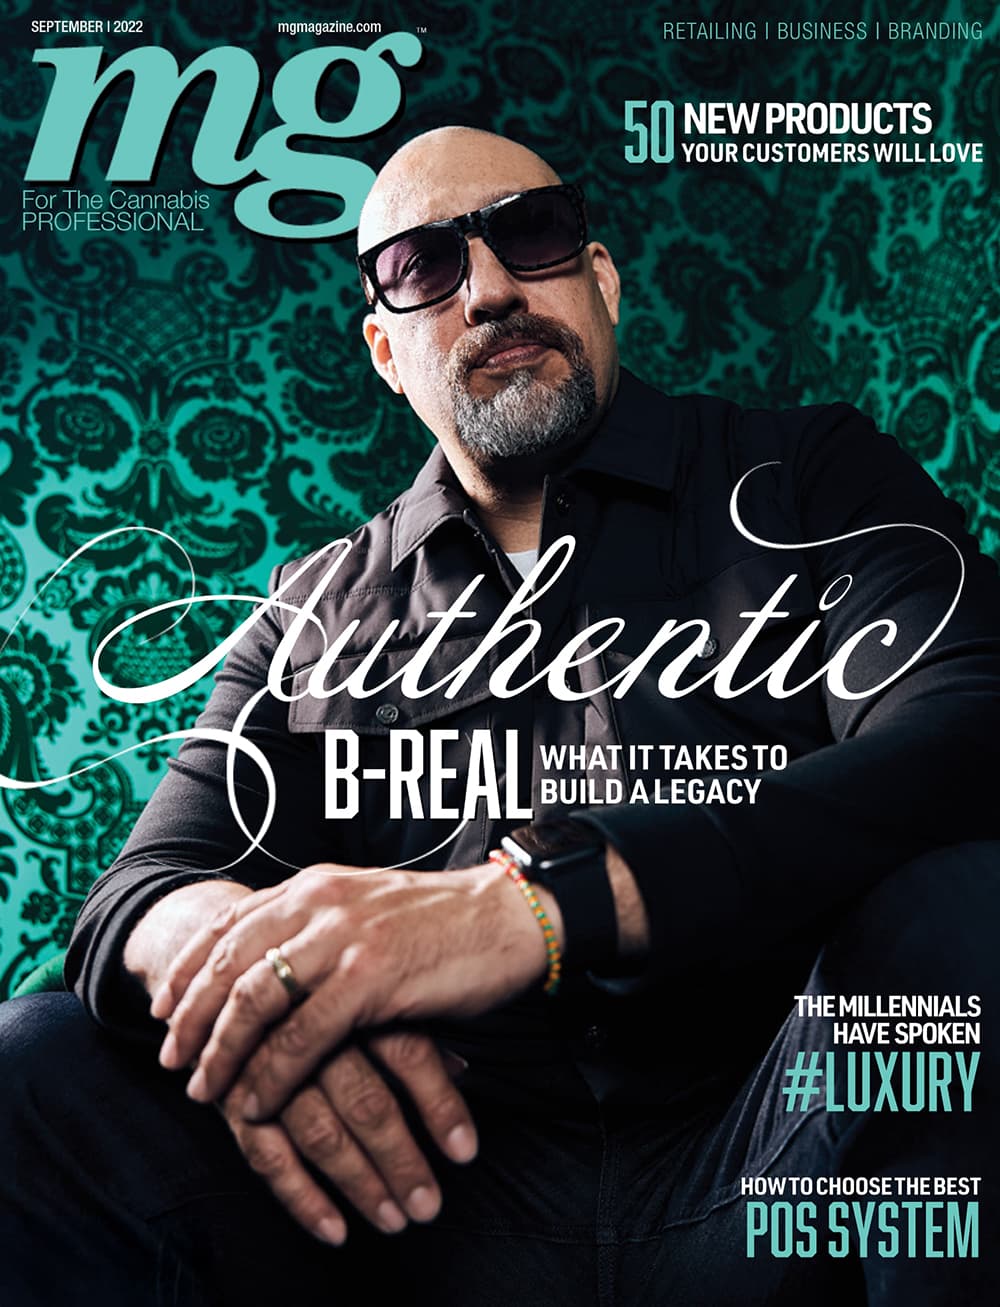 SEPTEMBER | 2022
mgmagazine.com
RETAILING | BUSINESS | BRANDING
mg™
For The Cannabis
PROFESSIONAL
50 NEW PRODUCTS
YOUR CUSTOMERS WILL LOVE
Authentic
B-REAL WHAT IT TAKES TO
BUILD A LEGACY
THE MILLENNIALS
HAVE SPOKEN
#LUXURY
HOW TO CHOOSE THE BEST
POS SYSTEM